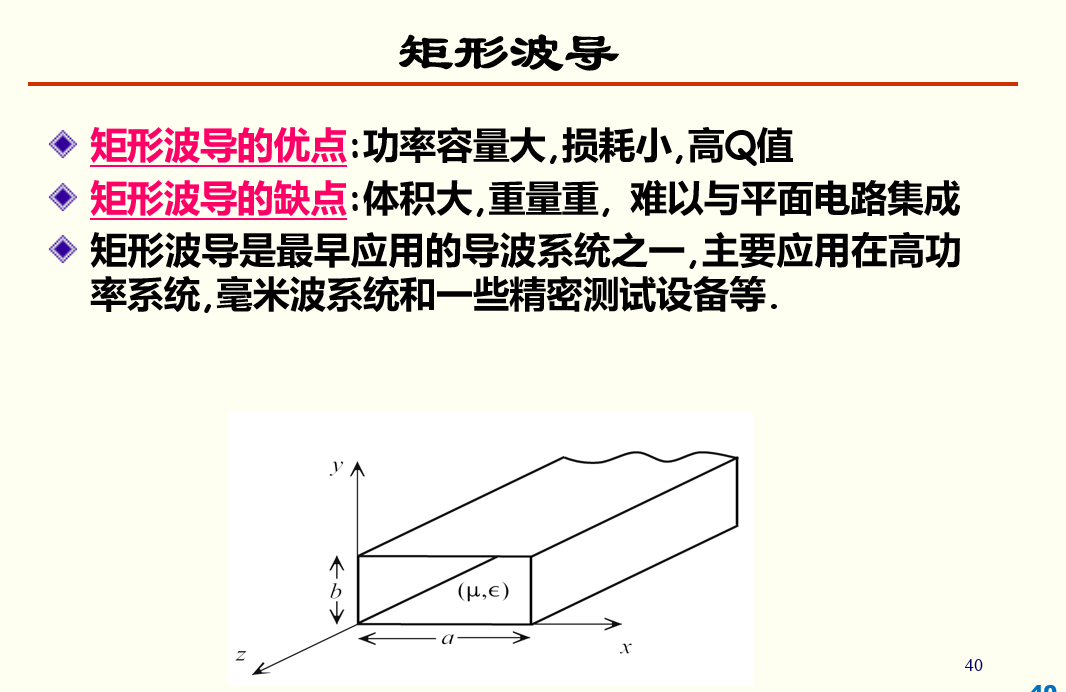 矩形波导
矩形波导的优点:功率容量大,损耗小,高Q值
矩形波导的缺点:体积大,重量重, 难以与平面电路集成
矩形波导是最早应用的导波系统之一,主要应用在高功
率系统,毫米波系统和一些精密测试设备等.
y
b
(μ,ϵ)
a
x
z
40